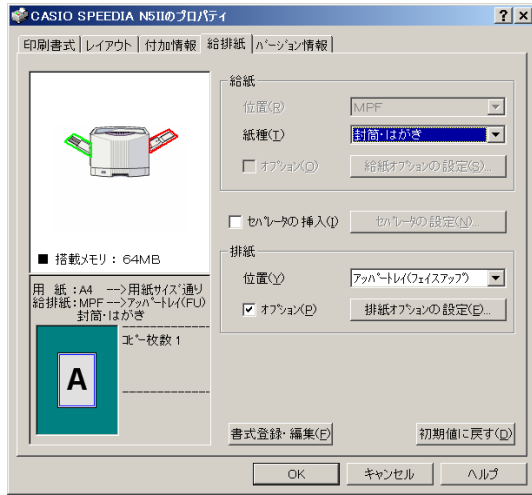 CASIO SPEEDIA N5IIのプロパティ
印刷書式 レイアウト 付加情報 給排紙 バージョン情報
給紙
位置(R) MPF
紙種(T) 封筒・はがき
オプション(O) 給紙オプションの設定(S)...
セパレータの挿入(I) セパレータの設定(N)...
■ 搭載メモリ : 64MB
排紙
位置(Y) アッパートレイ(フェイスアップ)
オプション(P) 排紙オプションの設定(E)...
用 紙:A4 -->用紙サイズ通り
給排紙:MPF -->アッパートレイ(FU)
封筒・はがき
コピー枚数 1
A
書式登録・編集(F) 初期値に戻す(D)
OK キャンセル ヘルプ